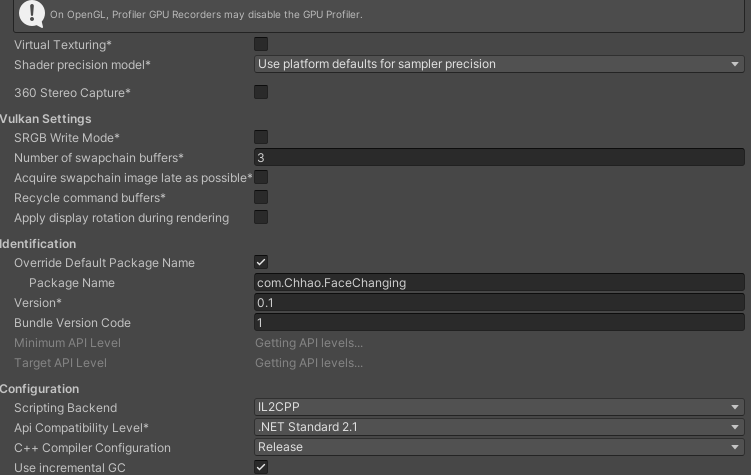 On OpenGL, Profiler GPU Recorders may disable the GPU Profiler.
Virtual Texturing*
Shader precision model* Use platform defaults for sampler precision
360 Stereo Capture*
Vulkan Settings
SRGB Write Mode*
Number of swapchain buffers* 3
Acquire swapchain image late as possible*
Recycle command buffers*
Apply display rotation during rendering
Identification
Override Default Package Name
Package Name com.Chhao.FaceChanging
Version* 0.1
Bundle Version Code 1
Minimum API Level Getting API levels...
Target API Level Getting API levels...
Configuration
Scripting Backend IL2CPP
Api Compatibility Level* .NET Standard 2.1
C++ Compiler Configuration Release
Use incremental GC